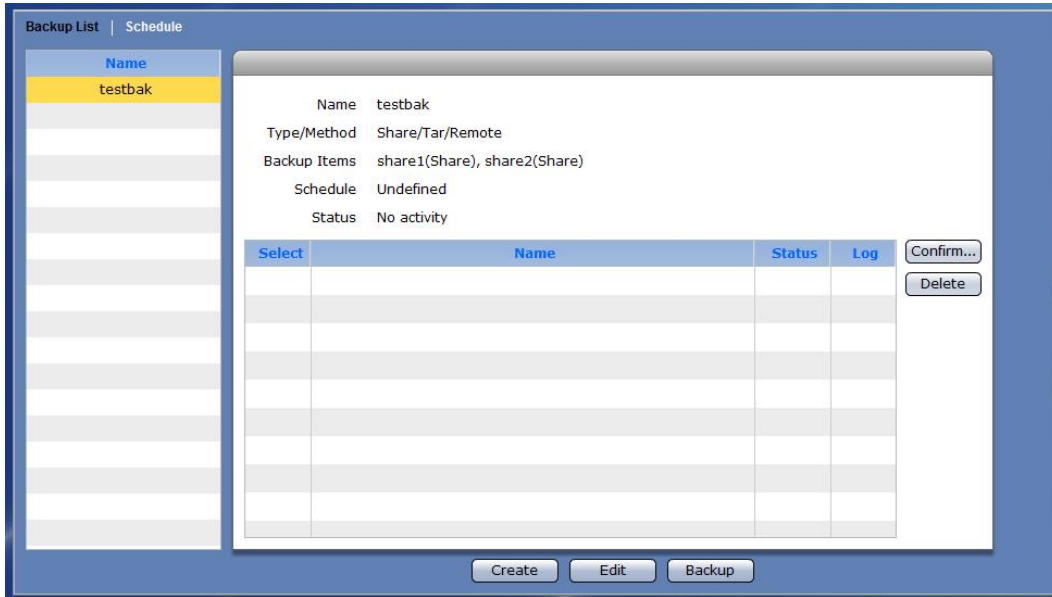 Backup List | Schedule
Name
testbak
Name testbak
Type/Method Share/Tar/Remote
Backup Items share1(Share), share2(Share)
Schedule Undefined
Status No activity
Select Name Status Log
Confirm...
Delete
Create Edit Backup